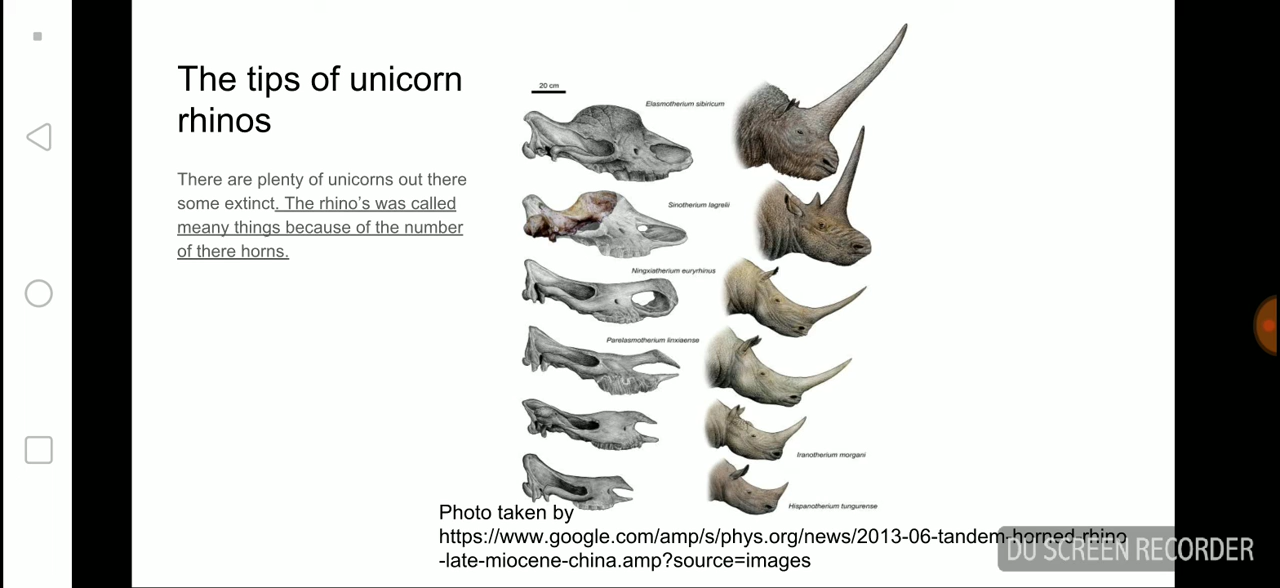 The tips of unicorn
rhinos
There are plenty of unicorns out there
some extinct. The rhino's was called
meany things because of the number
of there horns.
20 cm
Elasmotherium sibiricum
Sinotherium lagrelii
Ningxiatherium euryrhinus
Parelasmotherium linxiaense
Iranotherium morgani
Hispanotherium tungurense
Photo taken by
https://www.google.com/amp/s/phys.org/news/2013-06-tandem-horned-rhino
-late-miocene-china.amp?source=images
DU SCREEN RECORDER